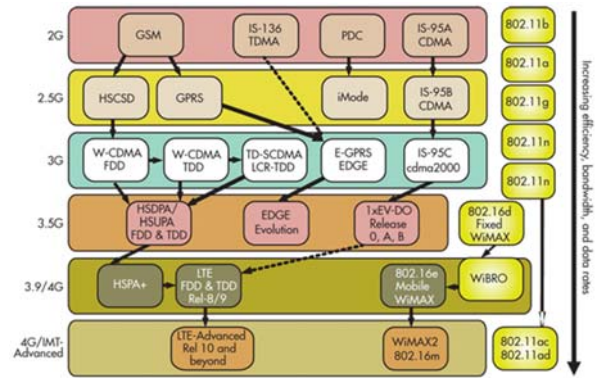 2G
GSM
IS-136
TDMA
PDC
IS-95A
CDMA
802.11b
802.11a
2.5G
HSCSD
GPRS
iMode
IS-95B
CDMA
802.11g
802.11n
3G
W-CDMA
FDD
W-CDMA
TDD
TD-SCDMA
LCR-TDD
E-GPRS
EDGE
IS-95C
cdma2000
802.11n
3.5G
HSDPA/
HSUPA
FDD & TDD
EDGE
Evolution
1xEV-DO
Release
0, A, B
802.16d
Fixed
WiMAX
3.9/4G
HSPA+
LTE
FDD & TDD
Rel-8/9
802.16e
Mobile
WiMAX
WiBRO
4G/IMT-
Advanced
LTE-Advanced
Rel 10 and
beyond
WiMAX2
802.16m
802.11ac
802.11ad
Increasing efficiency, bandwidth, and data rates